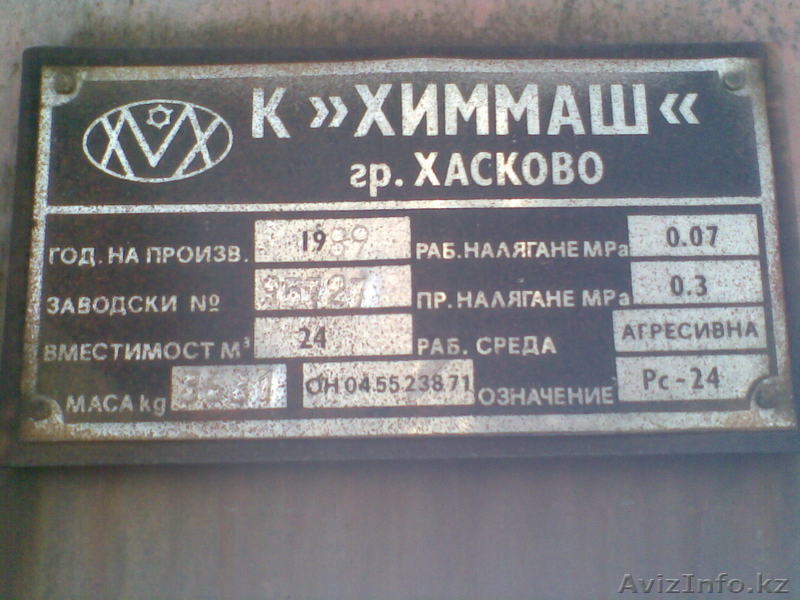 К »ХИММАШ«
гр. ХАСКОВО
ГОД. НА ПРОИЗВ. 1989 РАБ. НАЛЯГАНЕ MPa 0.07
ЗАВОДСКИ № ПР. НАЛЯГАНЕ MPa 0.3
ВМЕСТИМОСТ М³ 24 РАБ. СРЕДА АГРЕСИВНА
МАСА kg ОН 04 55 238 71 ОЗНАЧЕНИЕ Рс-24
AvizInfo.kz